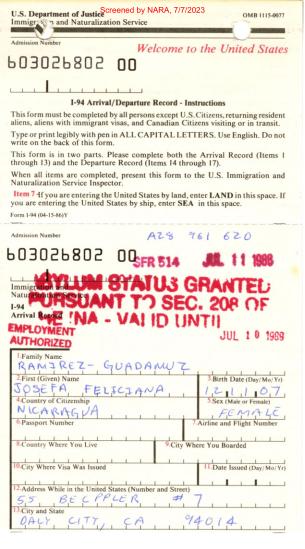 Screened by NARA, 7/7/2023
U.S. Department of Justice
OMB 1115-0077
Immigration and Naturalization Service
Admission Number
Welcome to the United States
603026802 00
I-94 Arrival/Departure Record - Instructions
This form must be completed by all persons except U.S. Citizens, returning resident
aliens, aliens with immigrant visas, and Canadian Citizens visiting or in transit.
Type or print legibly with pen in ALL CAPITAL LETTERS. Use English. Do not
write on the back of this form.
This form is in two parts. Please complete both the Arrival Record (Items 1
through 13) and the Departure Record (Items 14 through 17).
When all items are completed, present this form to the U.S. Immigration and
Naturalization Service Inspector.
Item 7-If you are entering the United States by land, enter LAND in this space. If
you are entering the United States by ship, enter SEA in this space.
Form I-94 (04-15-86)Y
Admission Number
A28 761 620
603026802 00
SFR 514 JUL 11 1988
Immigration and
Naturalization Service
ASYLUM STATUS GRANTED
PURSUANT TO SEC. 208 OF
THE INA - VALID UNTIL
I-94
Arrival Record
EMPLOYMENT
AUTHORIZED
JUL 10 1989
1. Family Name
RAMIREZ-GUADAMUZ
2. First (Given) Name
3. Birth Date (Day/Mo/Yr)
JOSEFA FELICIANA
12 11 07
4. Country of Citizenship
5. Sex (Male or Female)
NICARAGUA
FEMALE
6. Passport Number
7. Airline and Flight Number
8. Country Where You Live
9. City Where You Boarded
10. City Where Visa Was Issued
11. Date Issued (Day/Mo/Yr)
12. Address While in the United States (Number and Street)
55 #7
13. City and State
DALY CITY, CA 94014